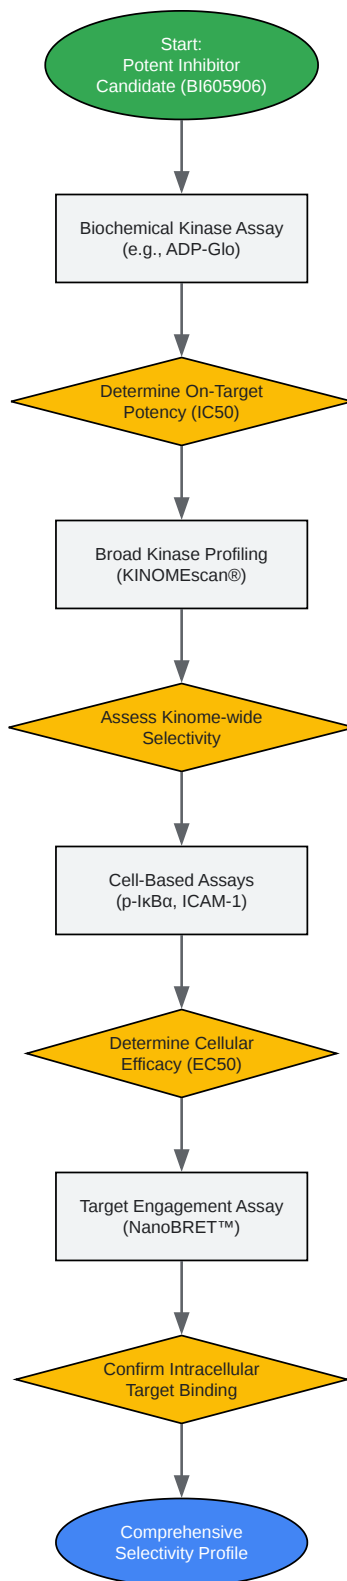 Start:
Potent Inhibitor
Candidate (BI605906)
Biochemical Kinase Assay
(e.g., ADP-Glo)
Determine On-Target
Potency (IC50)
Broad Kinase Profiling
(KINOMEscan®)
Assess Kinome-wide
Selectivity
Cell-Based Assays
(p-IκBα, ICAM-1)
Determine Cellular
Efficacy (EC50)
Target Engagement Assay
(NanoBRET™)
Confirm Intracellular
Target Binding
Comprehensive
Selectivity Profile